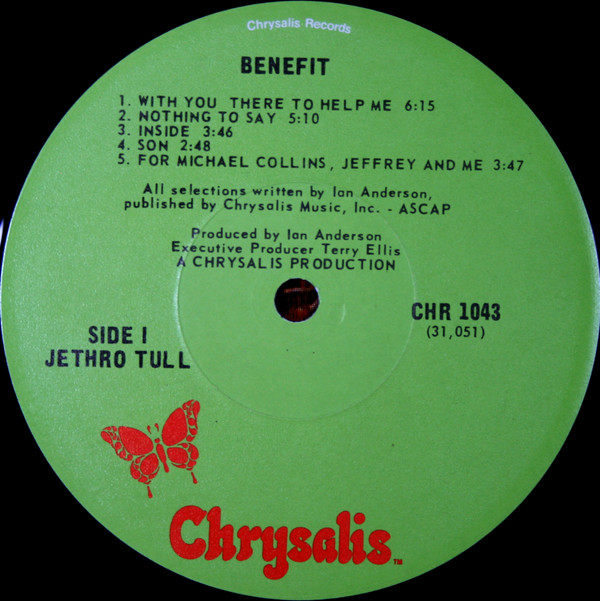 Chrysalis Records
BENEFIT
1. WITH YOU THERE TO HELP ME 6:15
2. NOTHING TO SAY 5:10
3. INSIDE 3:46
4. SON 2:48
5. FOR MICHAEL COLLINS, JEFFREY AND ME 3:47
All selections written by Ian Anderson,
published by Chrysalis Music, Inc. - ASCAP
Produced by Ian Anderson
Executive Producer Terry Ellis
A CHRYSALIS PRODUCTION
CHR 1043
(31,051)
SIDE I
JETHRO TULL
Chrysalis™